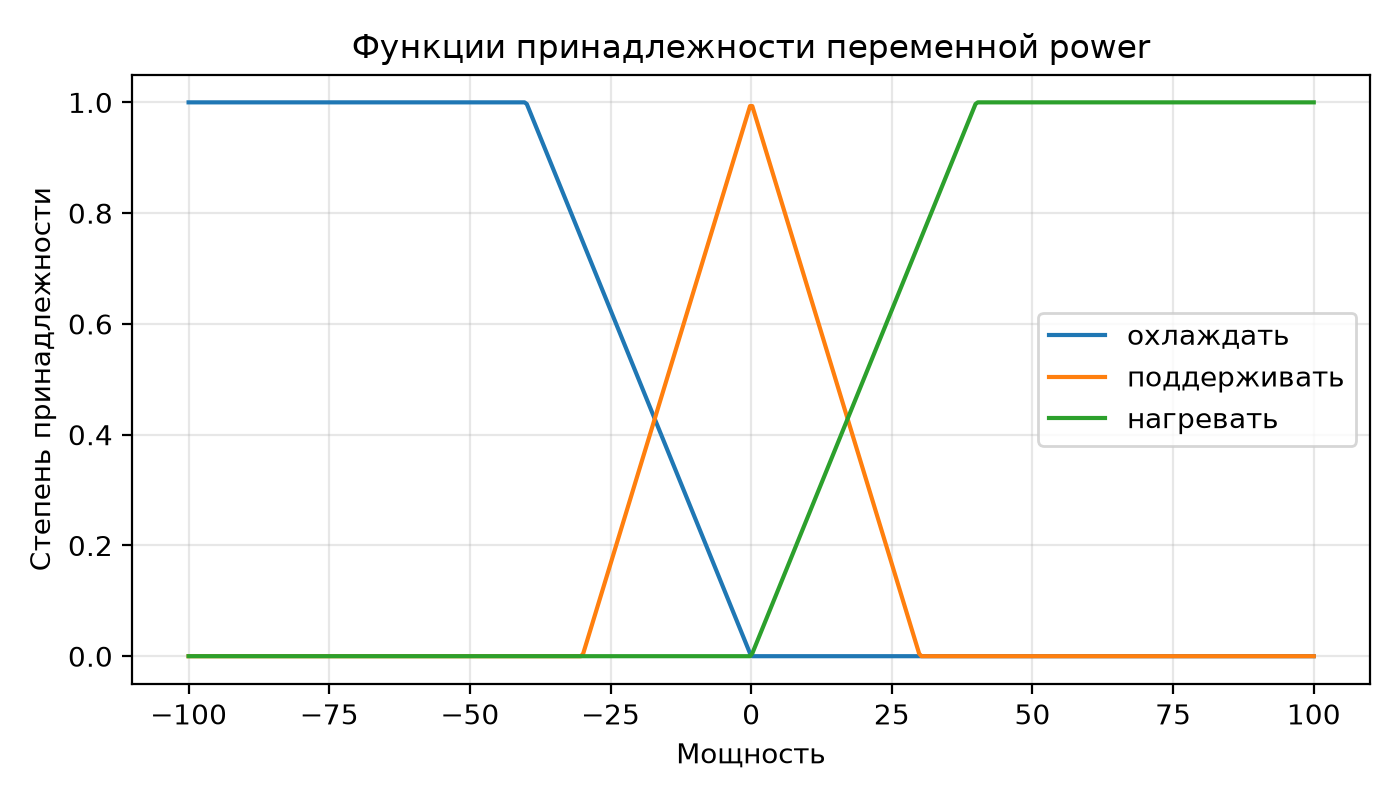 Функции принадлежности переменной power
Степень принадлежности
1.0
0.8
0.6
0.4
0.2
0.0
охлаждать
поддерживать
нагревать
−100 −75 −50 −25 0 25 50 75 100
Мощность